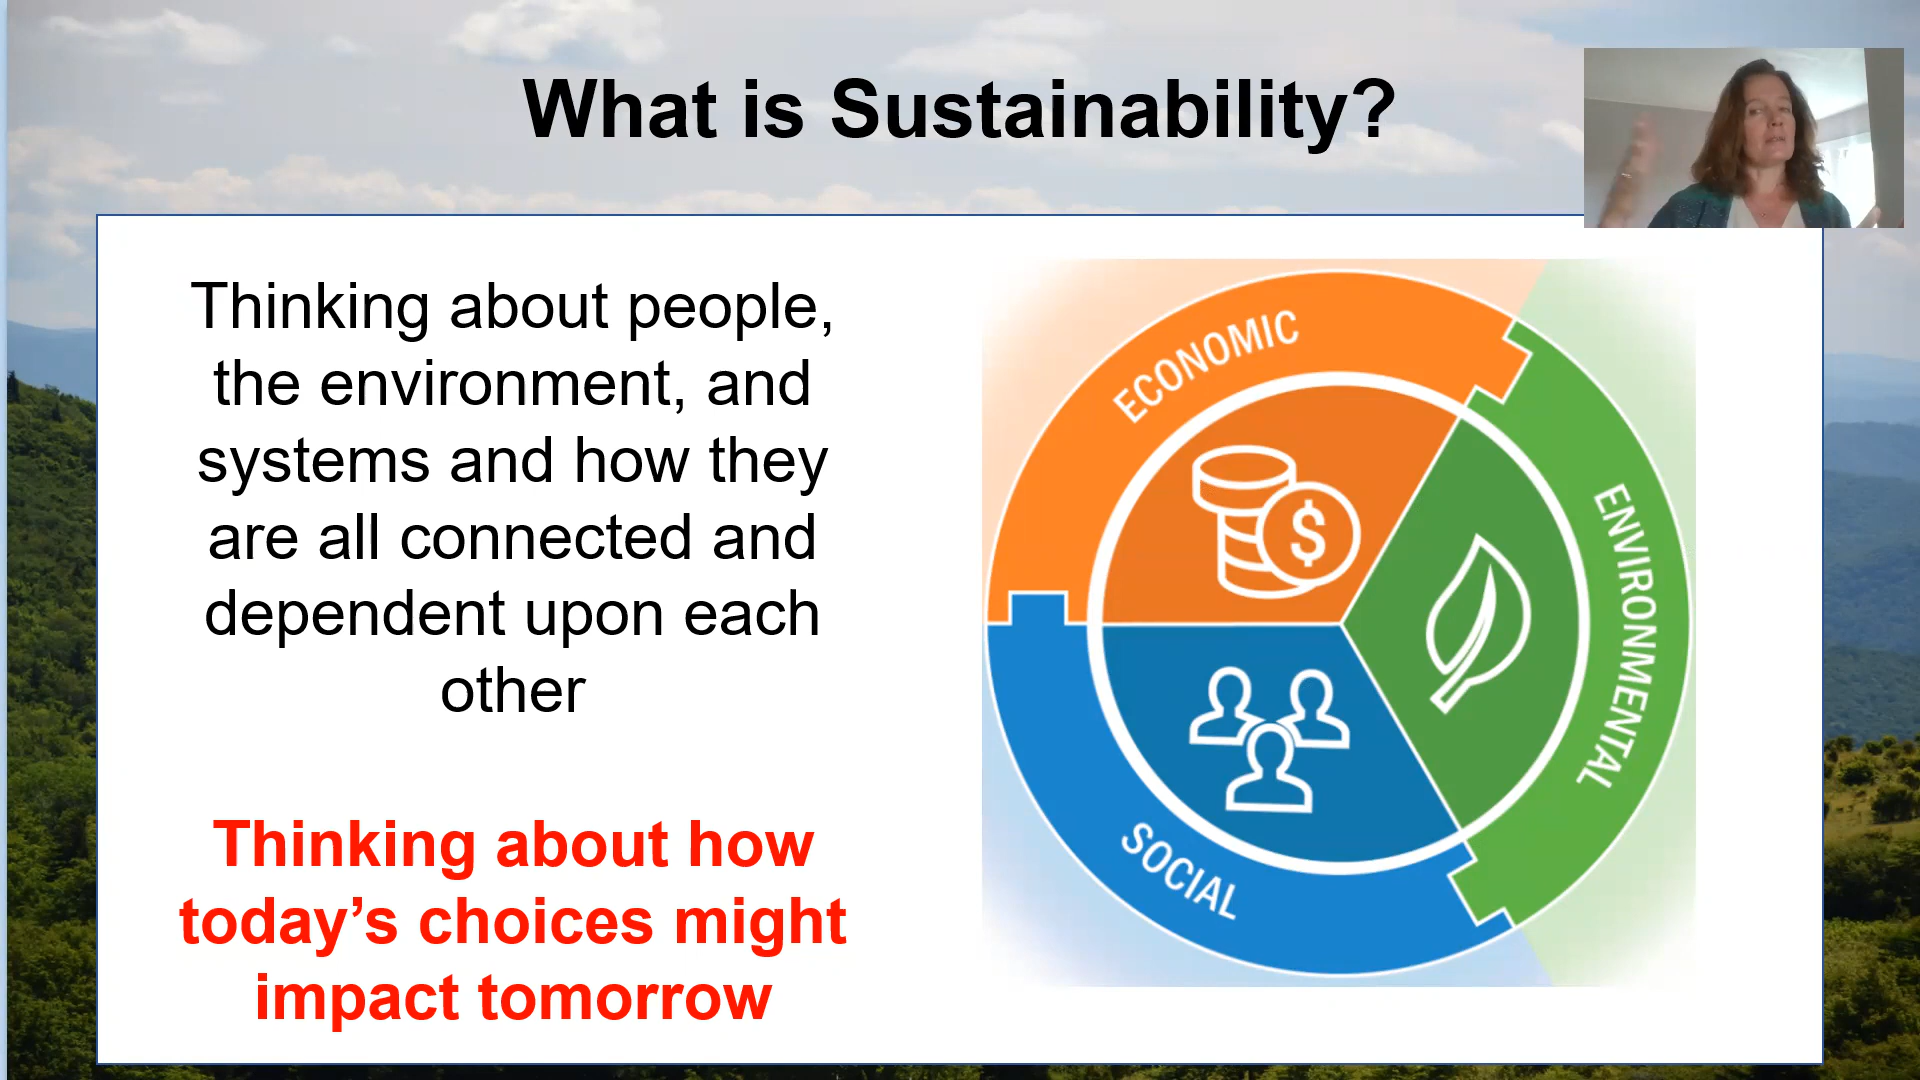 What is Sustainability?
Thinking about people,
the environment, and
systems and how they
are all connected and
dependent upon each
other
Thinking about how
today’s choices might
impact tomorrow
ECONOMIC
$
ENVIRONMENTAL
SOCIAL